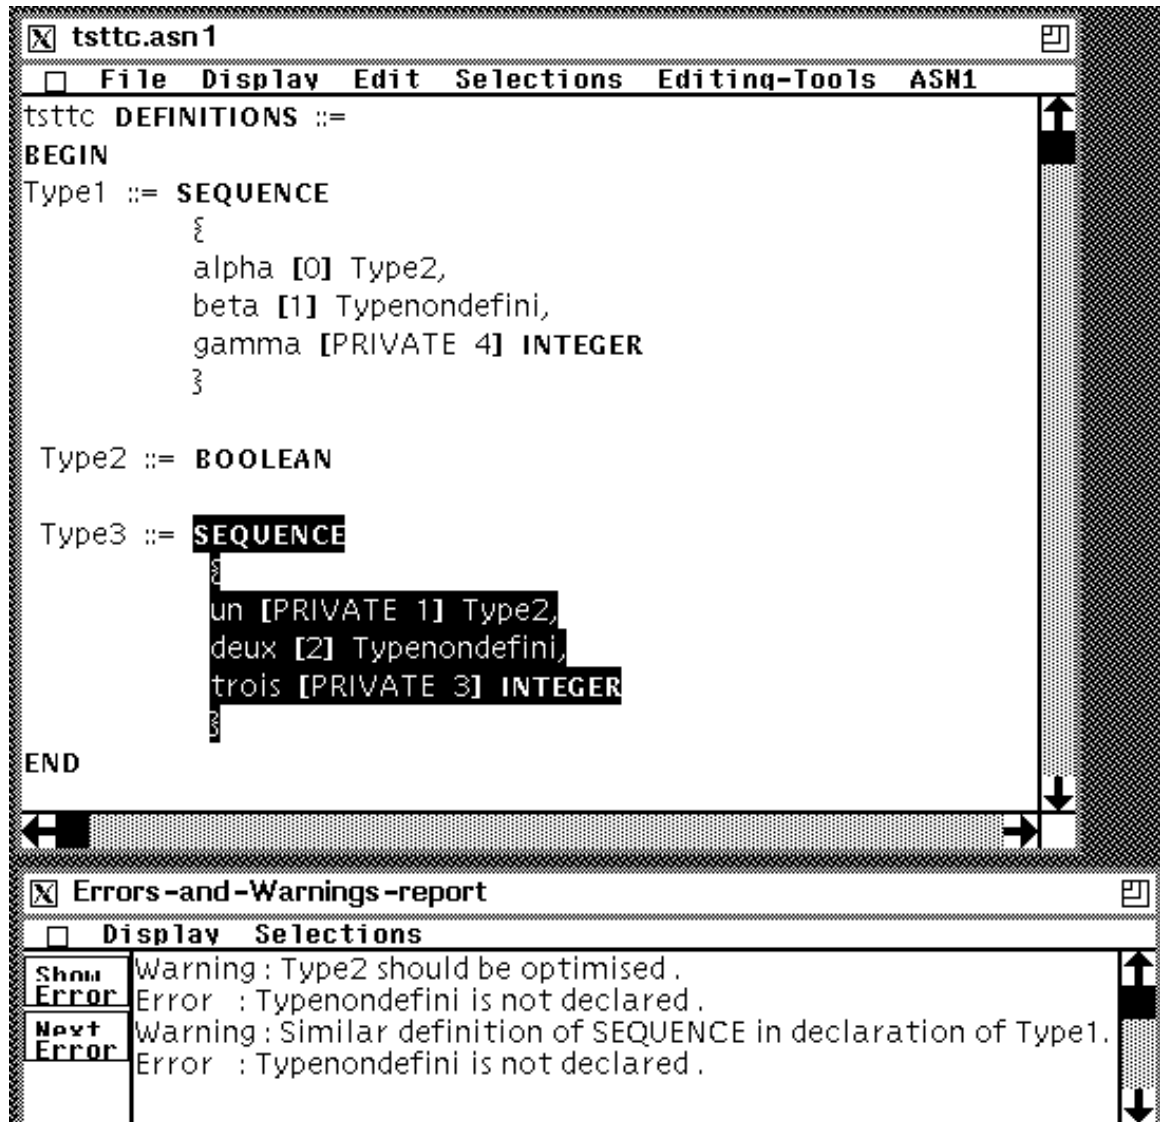 tsttc.asn1
File Display Edit Selections Editing-Tools ASN1
tsttc DEFINITIONS ::=
BEGIN
Type1 ::= SEQUENCE
{
alpha [0] Type2,
beta [1] Typenondefini,
gamma [PRIVATE 4] INTEGER
}
Type2 ::= BOOLEAN
Type3 ::= SEQUENCE
{
un [PRIVATE 1] Type2,
deux [2] Typenondefini,
trois [PRIVATE 3] INTEGER
}
END
Errors-and-Warnings-report
Display Selections
Show Error
Next Error
Warning : Type2 should be optimised .
Error : Typenondefini is not declared .
Warning : Similar definition of SEQUENCE in declaration of Type1.
Error : Typenondefini is not declared .